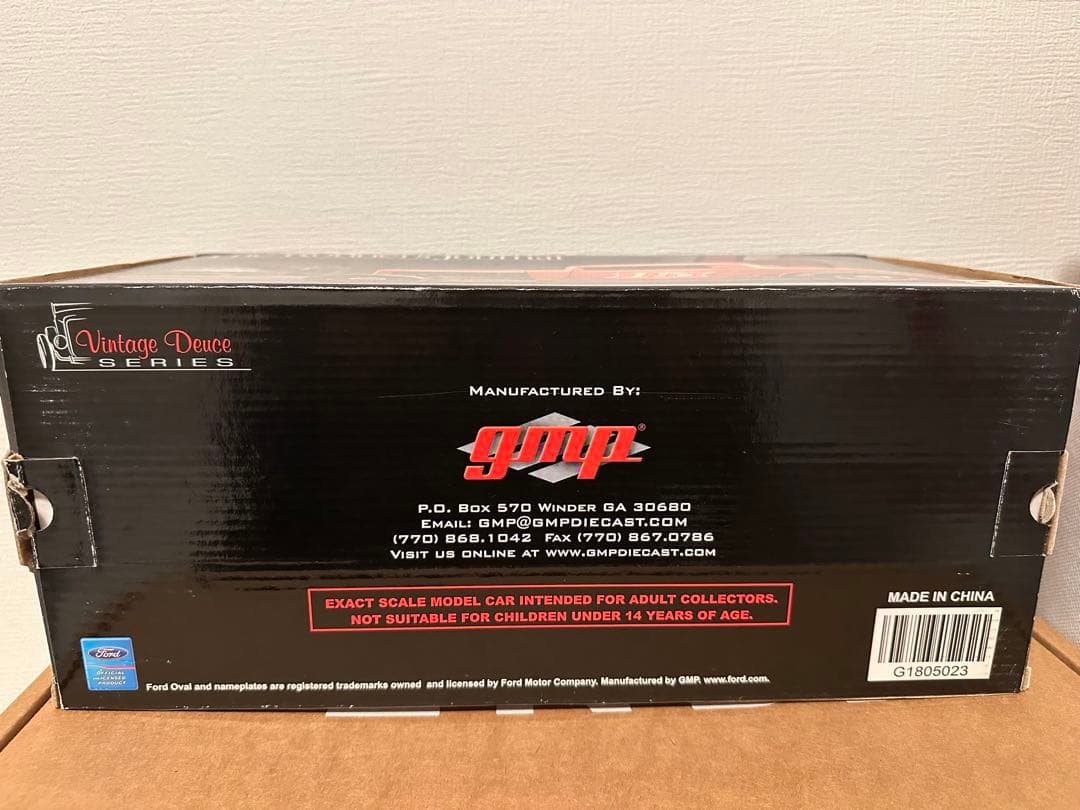 Vintage Deuce
SERIES
MANUFACTURED BY:
gmp®
P.O. BOX 570 WINDER GA 30680
EMAIL: GMP@GMPDIECAST.COM
(770) 868.1042 FAX (770) 867.0786
VISIT US ONLINE AT WWW.GMPDIECAST.COM
EXACT SCALE MODEL CAR INTENDED FOR ADULT COLLECTORS.
NOT SUITABLE FOR CHILDREN UNDER 14 YEARS OF AGE.
MADE IN CHINA
G1805023
Ford
OFFICIAL
LICENSED
PRODUCT
Ford Oval and nameplates are registered trademarks owned and licensed by Ford Motor Company. Manufactured by GMP. www.ford.com.